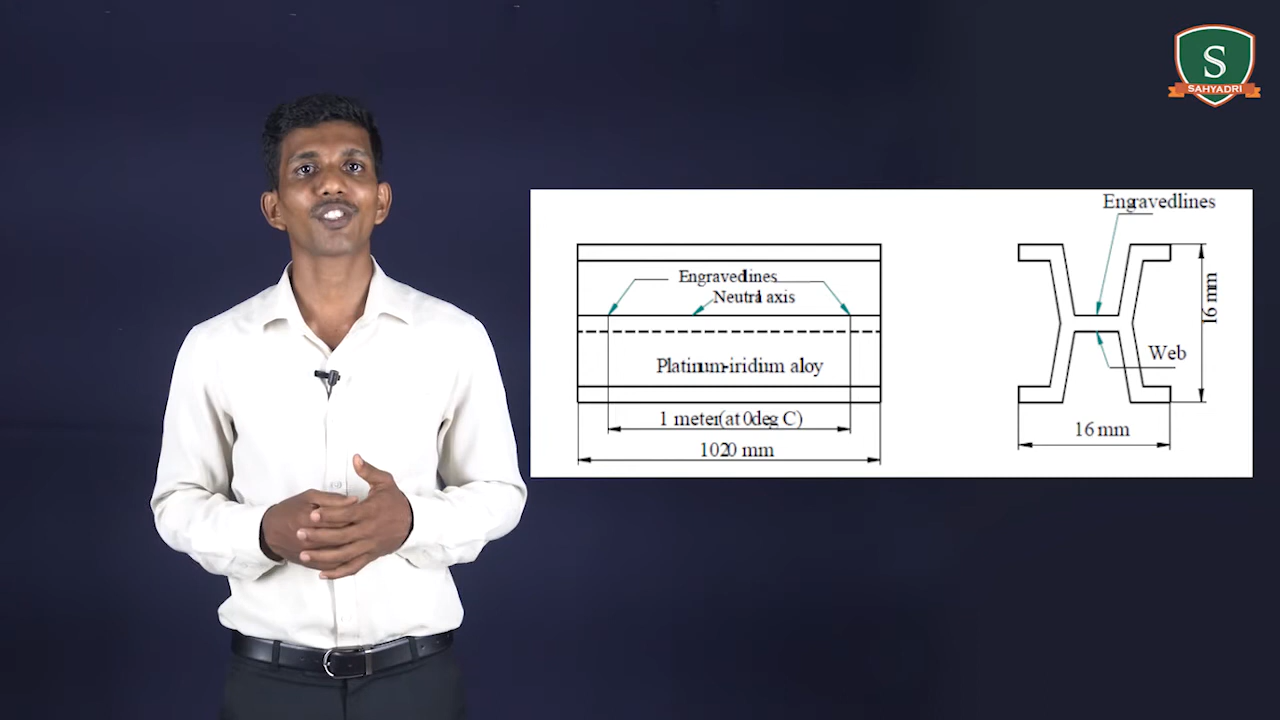 S
SAHYADRI
Engravedlines
Engravedlines
Neutral axis
16 mm
Web
Platinum-iridium aloy
1 meter(at 0deg C)
16 mm
1020 mm